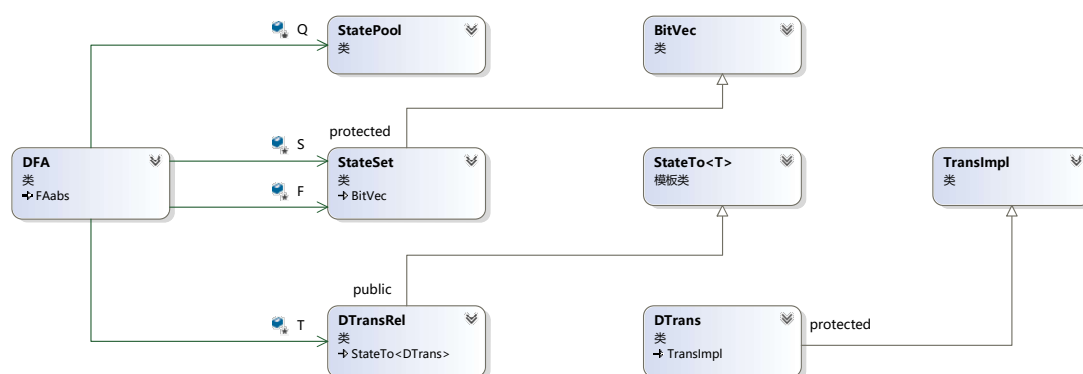 Q
StatePool
类
BitVec
类
protected
S
DFA
类
FAabs
StateSet
类
BitVec
F
StateTo<T>
模板类
TransImpl
类
public
T
DTransRel
类
StateTo<DTrans>
DTrans
类
TransImpl
protected